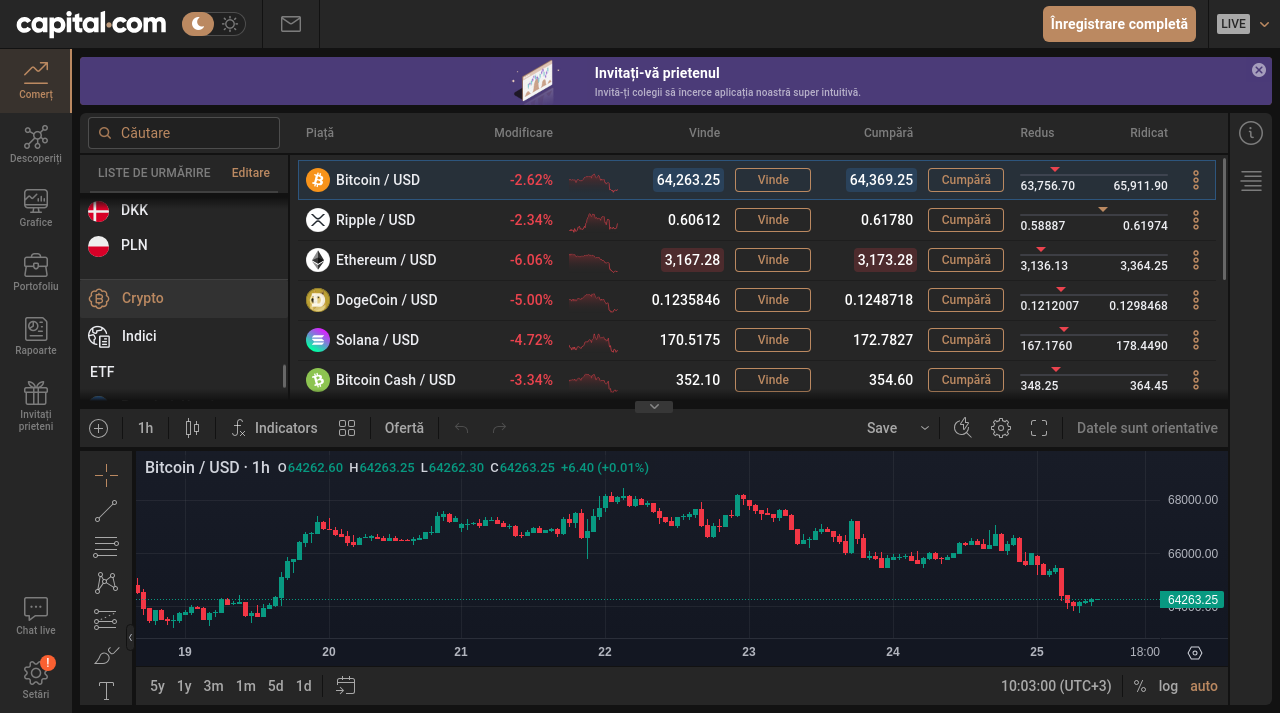 capital.com
Înregistrare completă
LIVE
Comerț
Descoperiți
Grafice
Portofoliu
Rapoarte
Invitați
prieteni
Chat live
!
Setări
Invitați-vă prietenul
Invită-ți colegii să încerce aplicația noastră super intuitivă.
Căutare
Piață Modificare Vinde Cumpără Redus Ridicat
LISTE DE URMĂRIRE Editare
DKK
PLN
Crypto
Indici
ETF
Bitcoin / USD -2.62% 64,263.25 Vinde 64,369.25 Cumpără 63,756.70 65,911.90
Ripple / USD -2.34% 0.60612 Vinde 0.61780 Cumpără 0.58887 0.61974
Ethereum / USD -6.06% 3,167.28 Vinde 3,173.28 Cumpără 3,136.13 3,364.25
DogeCoin / USD -5.00% 0.1235846 Vinde 0.1248718 Cumpără 0.1212007 0.1298468
Solana / USD -4.72% 170.5175 Vinde 172.7827 Cumpără 167.1760 178.4490
Bitcoin Cash / USD -3.34% 352.10 Vinde 354.60 Cumpără 348.25 364.45
1h Indicators Ofertă Save Datele sunt orientative
Bitcoin / USD · 1h O64262.60 H64263.25 L64262.30 C64263.25 +6.40 (+0.01%)
68000.00
66000.00
64263.25
19 20 21 22 23 24 25 18:00
5y 1y 3m 1m 5d 1d 10:03:00 (UTC+3) % log auto